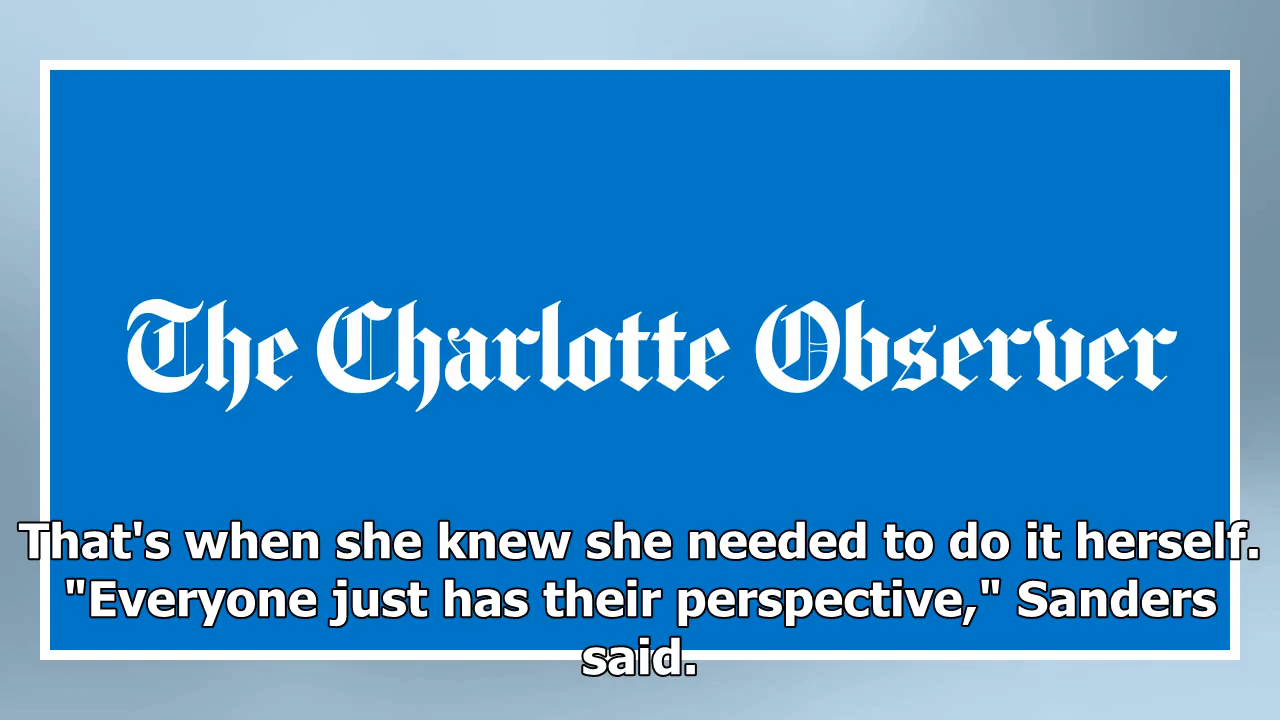 The Charlotte Observer
That's when she knew she needed to do it herself.
"Everyone just has their perspective," Sanders
said.